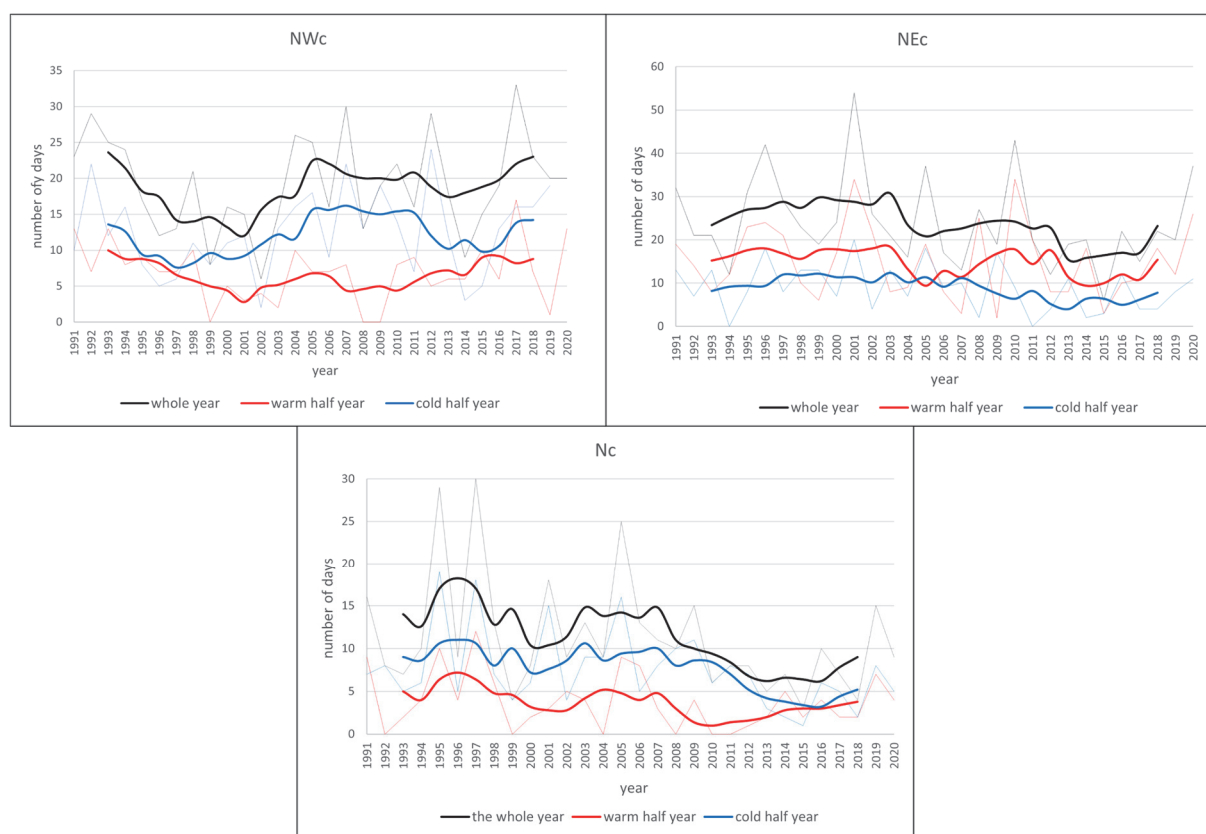 NWc
number ofy days
35
30
25
20
15
10
5
0
1991 1992 1993 1994 1995 1996 1997 1998 1999 2000 2001 2002 2003 2004 2005 2006 2007 2008 2009 2010 2011 2012 2013 2014 2015 2016 2017 2018 2019 2020
year
whole year warm half year cold half year
NEc
number of days
60
50
40
30
20
10
0
1991 1992 1993 1994 1995 1996 1997 1998 1999 2000 2001 2002 2003 2004 2005 2006 2007 2008 2009 2010 2011 2012 2013 2014 2015 2016 2017 2018 2019 2020
year
whole year warm half year cold half year
Nc
number of days
30
25
20
15
10
5
0
1991 1992 1993 1994 1995 1996 1997 1998 1999 2000 2001 2002 2003 2004 2005 2006 2007 2008 2009 2010 2011 2012 2013 2014 2015 2016 2017 2018 2019 2020
year
the whole year warm half year cold half year